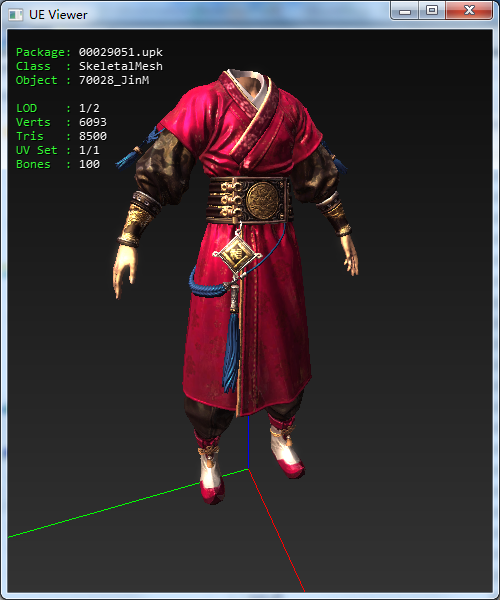 UE Viewer
Package: 00029051.upk
Class  : SkeletalMesh
Object : 70028_JinM
LOD    : 1/2
Verts  : 6093
Tris   : 8500
UV Set : 1/1
Bones  : 100